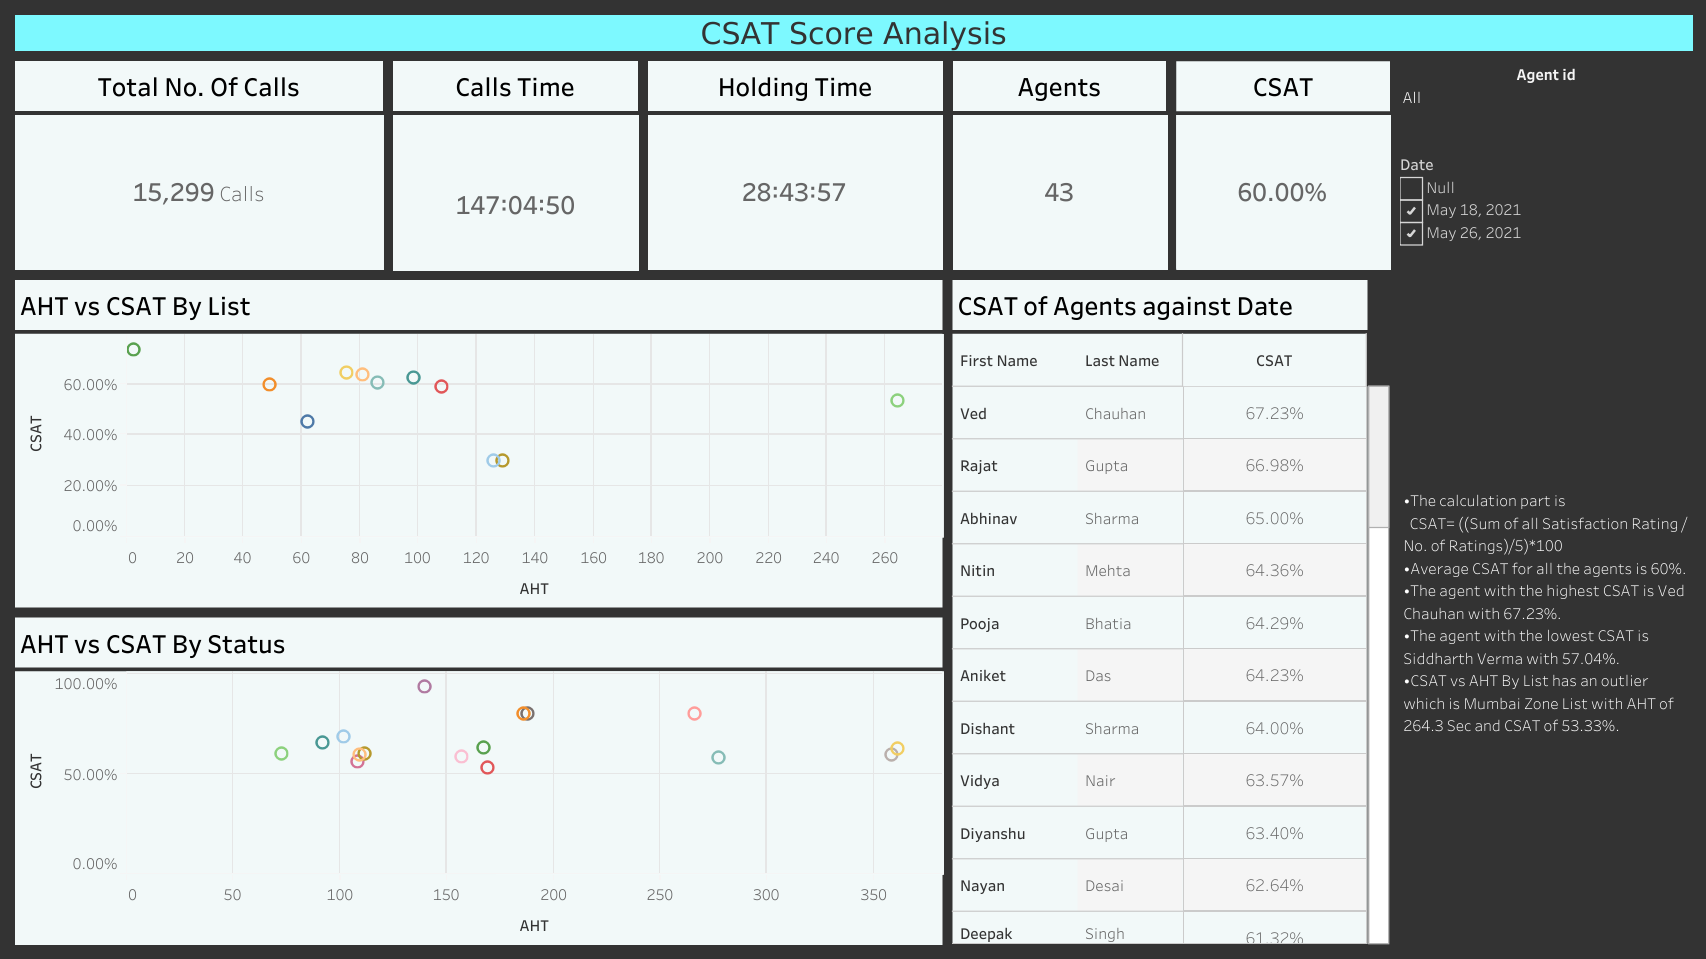 CSAT Score Analysis
Total No. Of Calls
Calls Time
Holding Time
Agents
CSAT
15,299 Calls
147:04:50
28:43:57
43
60.00%
Agent id
All
Date
Null
May 18, 2021
May 26, 2021
AHT vs CSAT By List
CSAT
60.00%
40.00%
20.00%
0.00%
0 20 40 60 80 100 120 140 160 180 200 220 240 260
AHT
AHT vs CSAT By Status
CSAT
100.00%
50.00%
0.00%
0 50 100 150 200 250 300 350
AHT
CSAT of Agents against Date
First Name Last Name CSAT
Ved Chauhan 67.23%
Rajat Gupta 66.98%
Abhinav Sharma 65.00%
Nitin Mehta 64.36%
Pooja Bhatia 64.29%
Aniket Das 64.23%
Dishant Sharma 64.00%
Vidya Nair 63.57%
Diyanshu Gupta 63.40%
Nayan Desai 62.64%
Deepak Singh 61.32%
•The calculation part is
CSAT= ((Sum of all Satisfaction Rating /
No. of Ratings)/5)*100
•Average CSAT for all the agents is 60%.
•The agent with the highest CSAT is Ved
Chauhan with 67.23%.
•The agent with the lowest CSAT is
Siddharth Verma with 57.04%.
•CSAT vs AHT By List has an outlier
which is Mumbai Zone List with AHT of
264.3 Sec and CSAT of 53.33%.